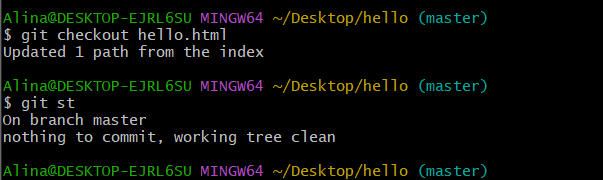 Alina@DESKTOP-EJRL6SU MINGW64 ~/Desktop/hello (master)
$ git checkout hello.html
Updated 1 path from the index
Alina@DESKTOP-EJRL6SU MINGW64 ~/Desktop/hello (master)
$ git st
On branch master
nothing to commit, working tree clean
Alina@DESKTOP-EJRL6SU MINGW64 ~/Desktop/hello (master)